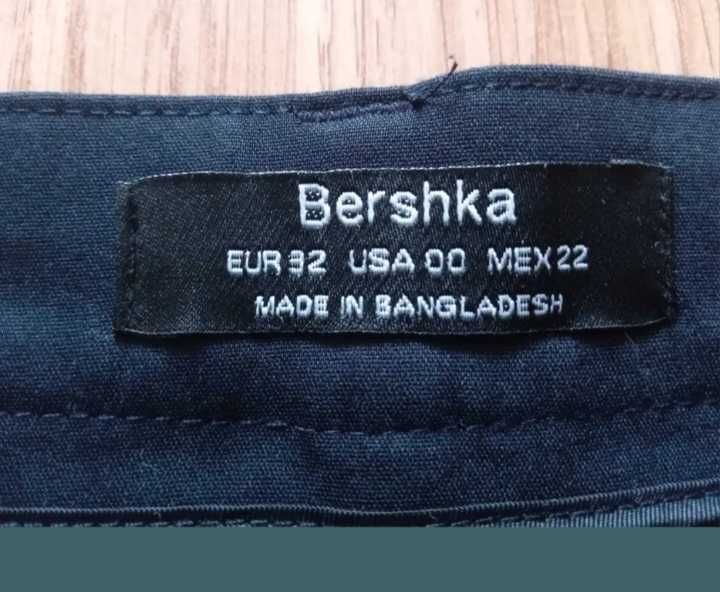 Bershka
EUR 32 USA 00 MEX 22
MADE IN BANGLADESH